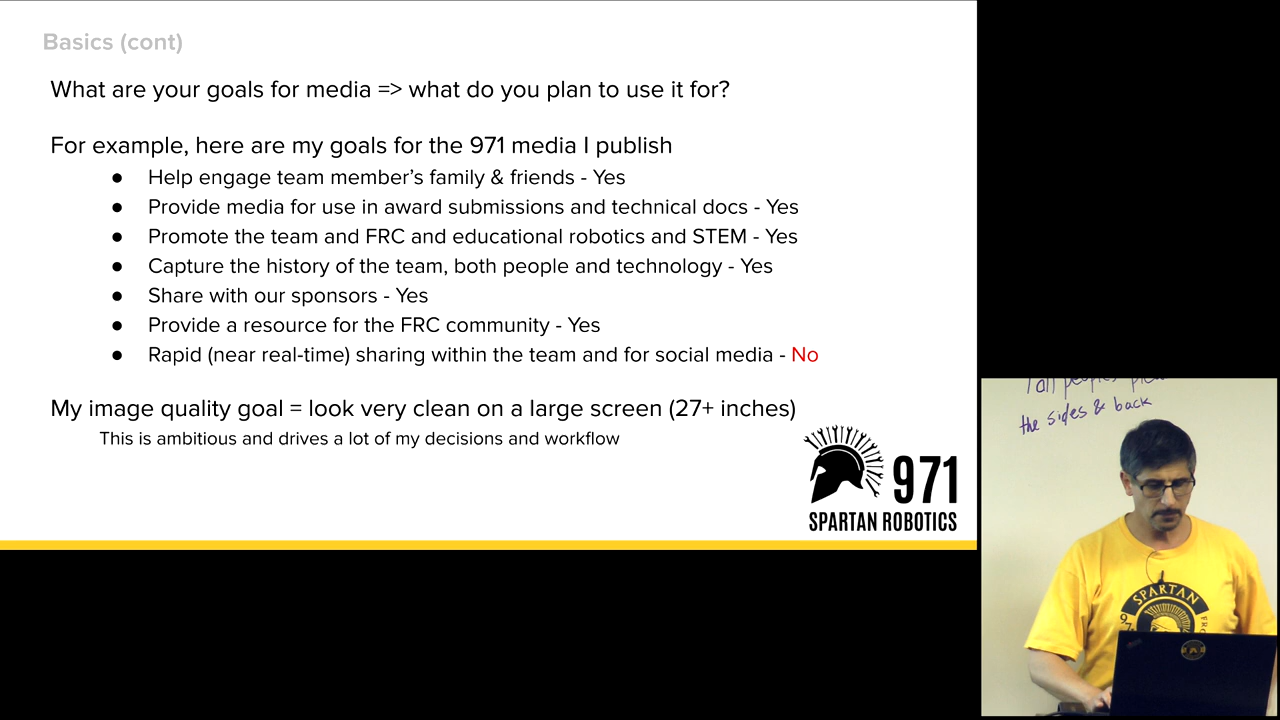 Basics (cont)
What are your goals for media => what do you plan to use it for?
For example, here are my goals for the 971 media I publish
● Help engage team member's family & friends - Yes
● Provide media for use in award submissions and technical docs - Yes
● Promote the team and FRC and educational robotics and STEM - Yes
● Capture the history of the team, both people and technology - Yes
● Share with our sponsors - Yes
● Provide a resource for the FRC community - Yes
● Rapid (near real-time) sharing within the team and for social media - No
My image quality goal = look very clean on a large screen (27+ inches)
This is ambitious and drives a lot of my decisions and workflow
971
SPARTAN ROBOTICS
the sides & back
SPARTAN